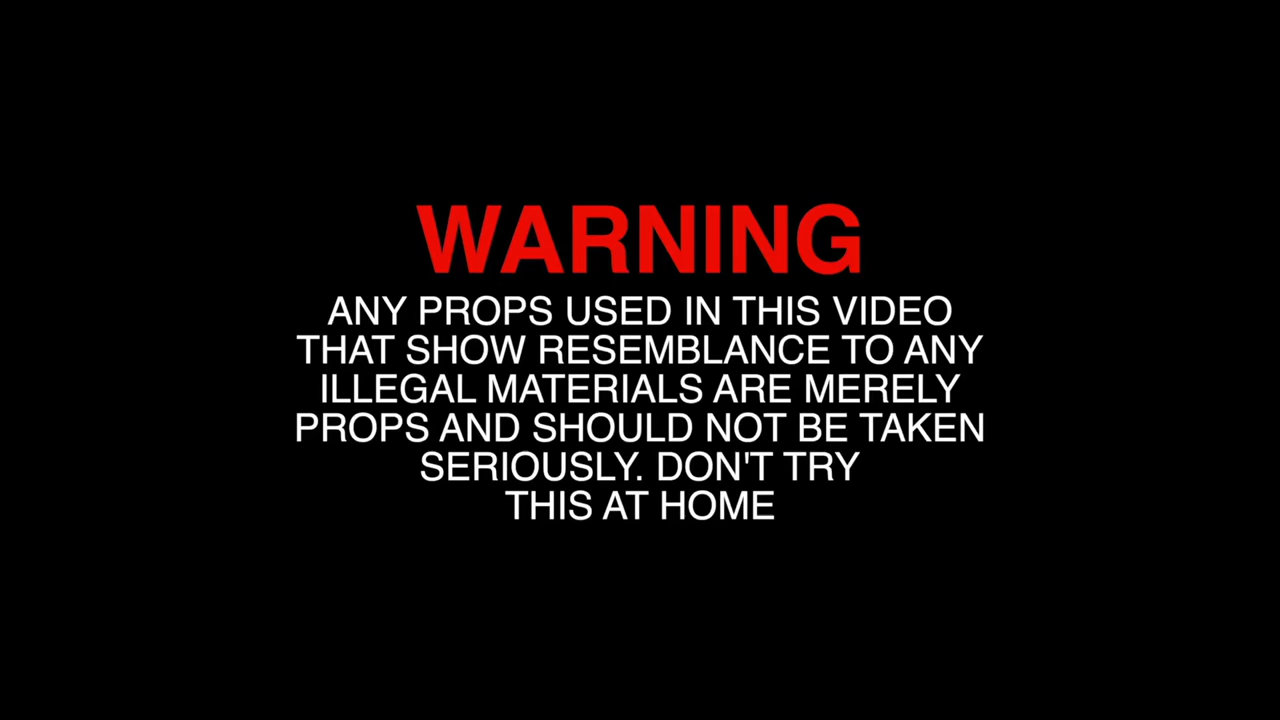 WARNING
ANY PROPS USED IN THIS VIDEO
THAT SHOW RESEMBLANCE TO ANY
ILLEGAL MATERIALS ARE MERELY
PROPS AND SHOULD NOT BE TAKEN
SERIOUSLY. DON'T TRY
THIS AT HOME